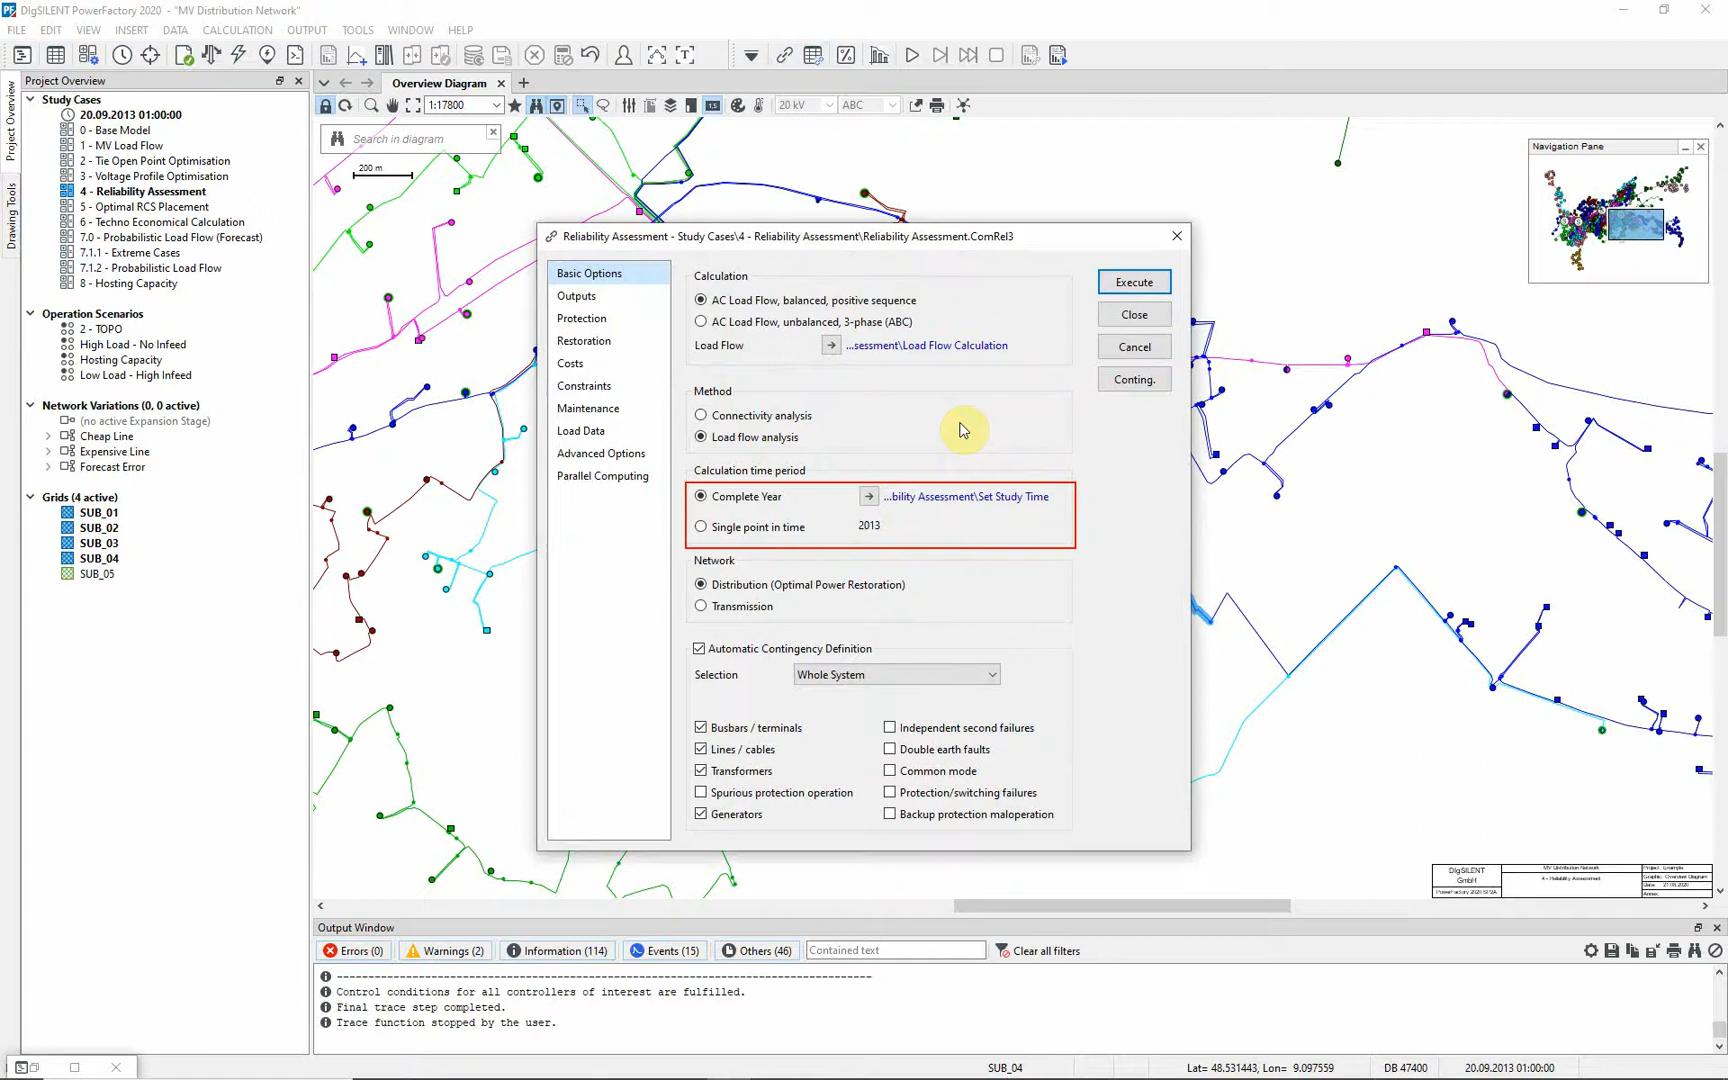 DIgSILENT PowerFactory 2020 - "MV Distribution Network"
FILE EDIT VIEW INSERT DATA CALCULATION OUTPUT TOOLS WINDOW HELP
Project Overview
Overview Diagram
Project Overview
Drawing Tools
1:17800
20 kV
ABC
Search in diagram
200 m
Navigation Pane
Study Cases
20.09.2013 01:00:00
0 - Base Model
1 - MV Load Flow
2 - Tie Open Point Optimisation
3 - Voltage Profile Optimisation
4 - Reliability Assessment
5 - Optimal RCS Placement
6 - Techno Economical Calculation
7.0 - Probabilistic Load Flow (Forecast)
7.1.1 - Extreme Cases
7.1.2 - Probabilistic Load Flow
8 - Hosting Capacity
Operation Scenarios
2 - TOPO
High Load - No Infeed
Hosting Capacity
Low Load - High Infeed
Network Variations (0, 0 active)
(no active Expansion Stage)
Cheap Line
Expensive Line
Forecast Error
Grids (4 active)
SUB_01
SUB_02
SUB_03
SUB_04
SUB_05
Reliability Assessment - Study Cases\4 - Reliability Assessment\Reliability Assessment.ComRel3
Basic Options
Outputs
Protection
Restoration
Costs
Constraints
Maintenance
Load Data
Advanced Options
Parallel Computing
Calculation
AC Load Flow, balanced, positive sequence
AC Load Flow, unbalanced, 3-phase (ABC)
Load Flow ...sessment\Load Flow Calculation
Method
Connectivity analysis
Load flow analysis
Calculation time period
Complete Year ...bility Assessment\Set Study Time
Single point in time 2013
Network
Distribution (Optimal Power Restoration)
Transmission
Automatic Contingency Definition
Selection Whole System
Busbars / terminals Independent second failures
Lines / cables Double earth faults
Transformers Common mode
Spurious protection operation Protection/switching failures
Generators Backup protection maloperation
Execute
Close
Cancel
Conting.
DIgSILENT
GmbH
MV Distribution Network
4 - Reliability Assessment
Output Window
Errors (0) Warnings (2) Information (114) Events (15) Others (46) Contained text Clear all filters
--------------------------------------------------------------------------------
Control conditions for all controllers of interest are fulfilled.
Final trace step completed.
Trace function stopped by the user.
SUB_04 Lat= 48.531443, Lon= 9.097559 DB 47400 20.09.2013 01:00:00